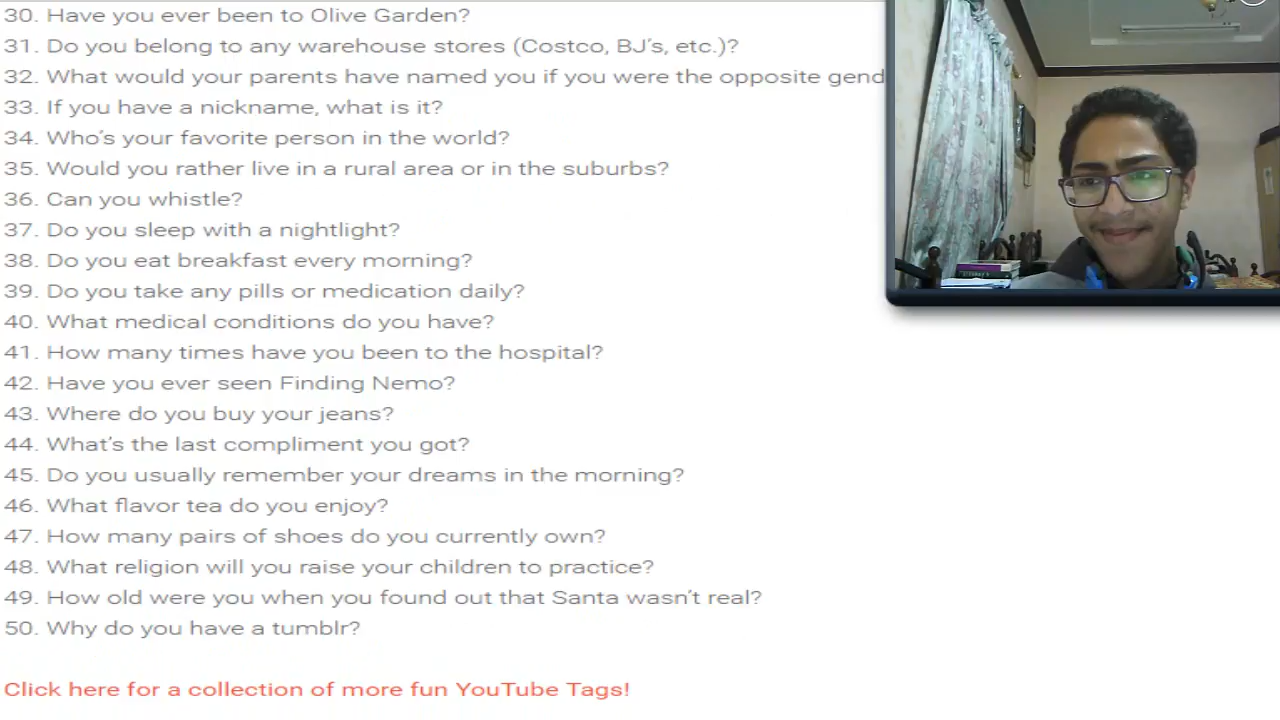 30. Have you ever been to Olive Garden?
31. Do you belong to any warehouse stores (Costco, BJ's, etc.)?
32. What would your parents have named you if you were the opposite gend
33. If you have a nickname, what is it?
34. Who's your favorite person in the world?
35. Would you rather live in a rural area or in the suburbs?
36. Can you whistle?
37. Do you sleep with a nightlight?
38. Do you eat breakfast every morning?
39. Do you take any pills or medication daily?
40. What medical conditions do you have?
41. How many times have you been to the hospital?
42. Have you ever seen Finding Nemo?
43. Where do you buy your jeans?
44. What's the last compliment you got?
45. Do you usually remember your dreams in the morning?
46. What flavor tea do you enjoy?
47. How many pairs of shoes do you currently own?
48. What religion will you raise your children to practice?
49. How old were you when you found out that Santa wasn't real?
50. Why do you have a tumblr?
Click here for a collection of more fun YouTube Tags!